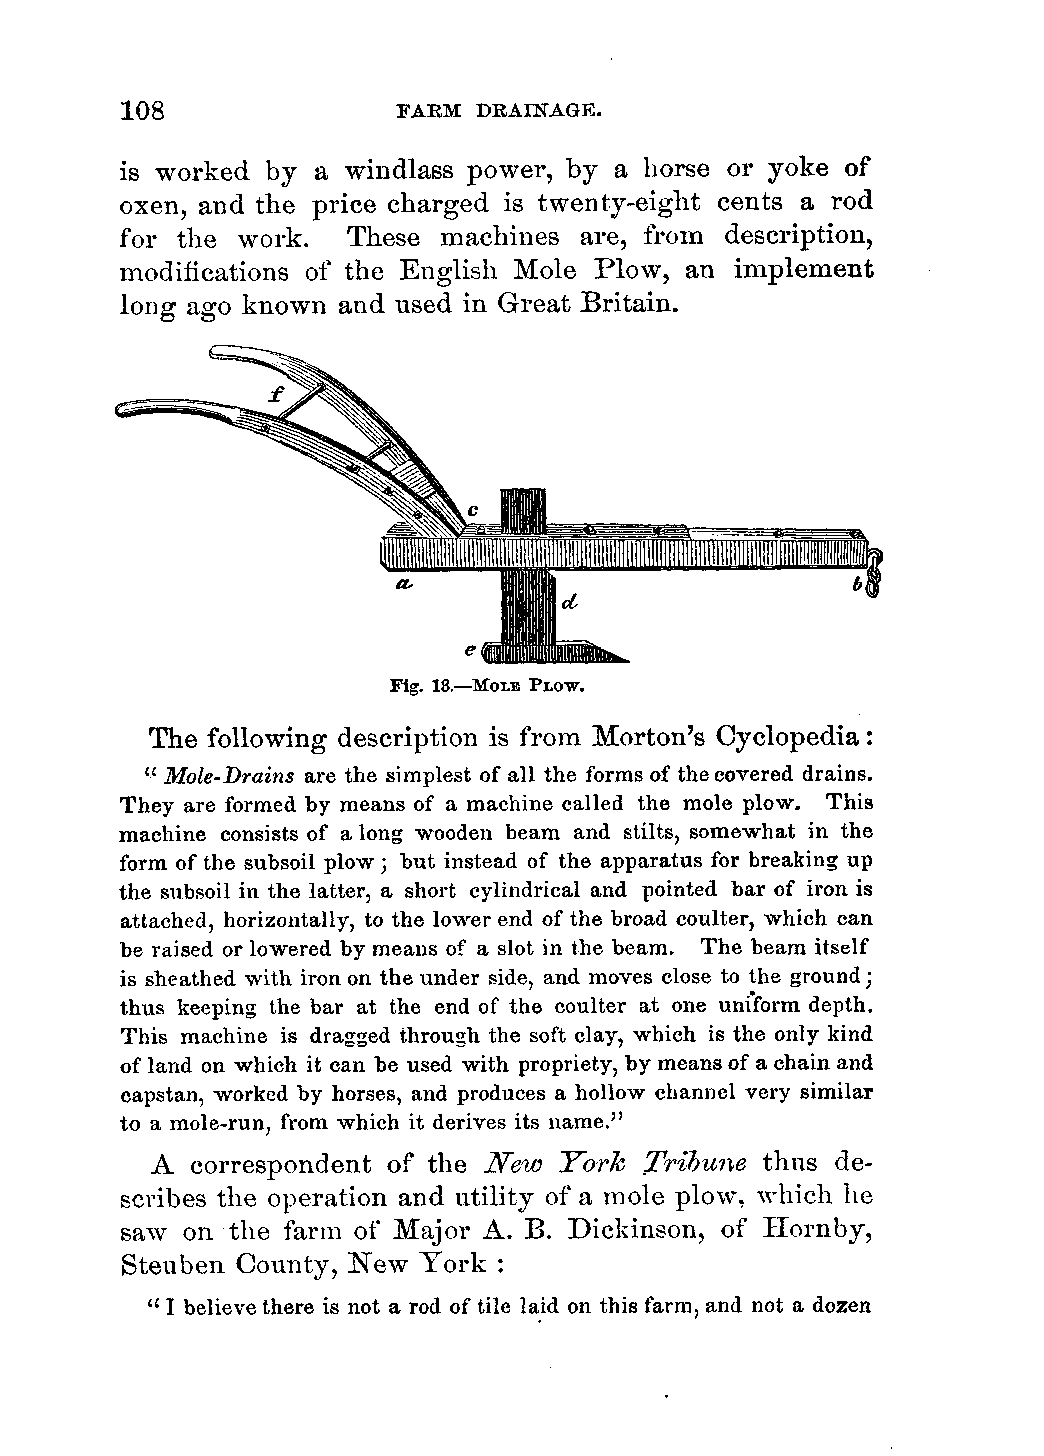 108 FARM DRAINAGE.
is worked by a windlass power, by a horse or yoke of
oxen, and the price charged is twenty-eight cents a rod
for the work. These machines are, from description,
modifications of the English Mole Plow, an implement
long ago known and used in Great Britain.
f
c
a
b
d
e
Fig. 13.—Mole Plow.
The following description is from Morton's Cyclopedia:
"Mole-Drains are the simplest of all the forms of the covered drains.
They are formed by means of a machine called the mole plow. This
machine consists of a long wooden beam and stilts, somewhat in the
form of the subsoil plow; but instead of the apparatus for breaking up
the subsoil in the latter, a short cylindrical and pointed bar of iron is
attached, horizontally, to the lower end of the broad coulter, which can
be raised or lowered by means of a slot in the beam. The beam itself
is sheathed with iron on the under side, and moves close to the ground;
thus keeping the bar at the end of the coulter at one uniform depth.
This machine is dragged through the soft clay, which is the only kind
of land on which it can be used with propriety, by means of a chain and
capstan, worked by horses, and produces a hollow channel very similar
to a mole-run, from which it derives its name."
A correspondent of the New York Tribune thus de-
scribes the operation and utility of a mole plow, which he
saw on the farm of Major A. B. Dickinson, of Hornby,
Steuben County, New York :
"I believe there is not a rod of tile laid on this farm, and not a dozen